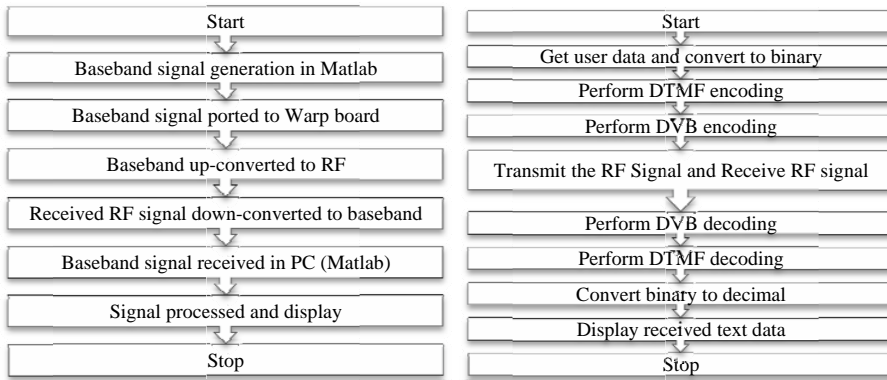 Start
Baseband signal generation in Matlab
Baseband signal ported to Warp board
Baseband up-converted to RF
Received RF signal down-converted to baseband
Baseband signal received in PC (Matlab)
Signal processed and display
Stop
Start
Get user data and convert to binary
Perform DTMF encoding
Perform DVB encoding
Transmit the RF Signal and Receive RF signal
Perform DVB decoding
Perform DTMF decoding
Convert binary to decimal
Display received text data
Stop